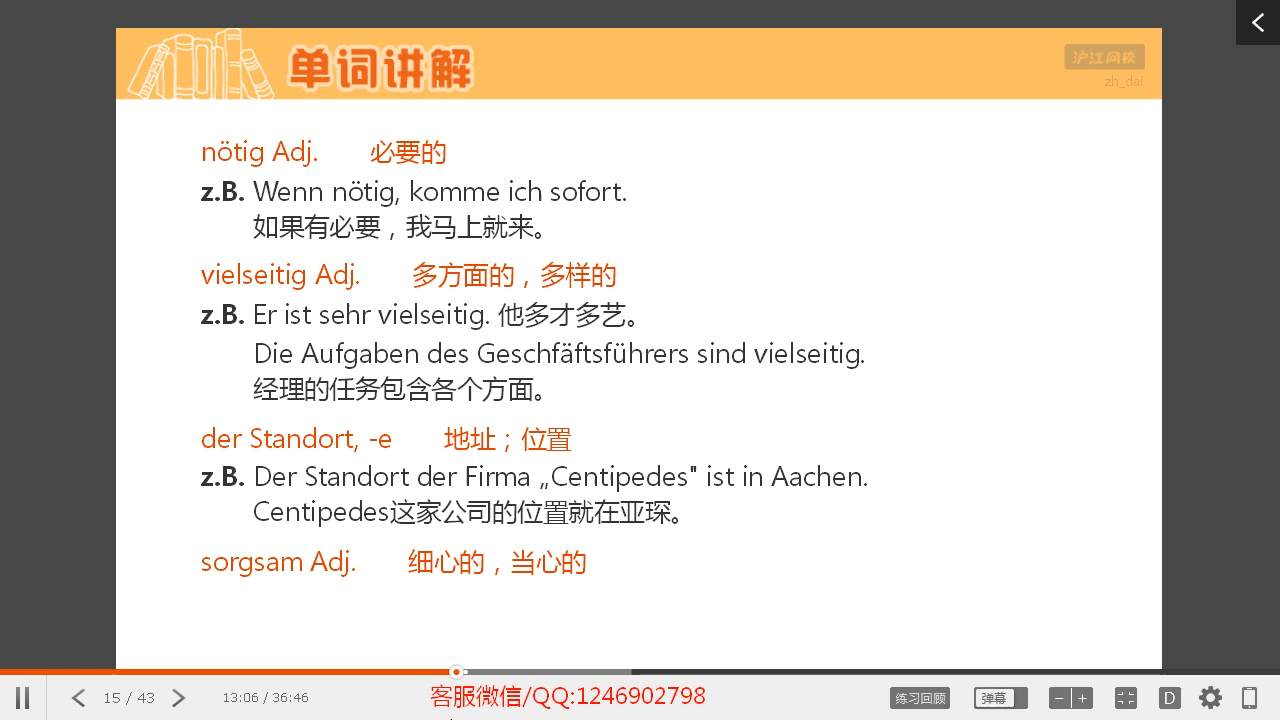 单词讲解
沪江网校
zh_dai
nötig Adj. 必要的
z.B. Wenn nötig, komme ich sofort.
如果有必要，我马上就来。
vielseitig Adj. 多方面的，多样的
z.B. Er ist sehr vielseitig. 他多才多艺。
Die Aufgaben des Geschfäftsführers sind vielseitig.
经理的任务包含各个方面。
der Standort, -e 地址；位置
z.B. Der Standort der Firma „Centipedes" ist in Aachen.
Centipedes这家公司的位置就在亚琛。
sorgsam Adj. 细心的，当心的
15 / 43 13:06 / 36:46 客服微信/QQ:1246902798 练习回顾 弹幕 − + D